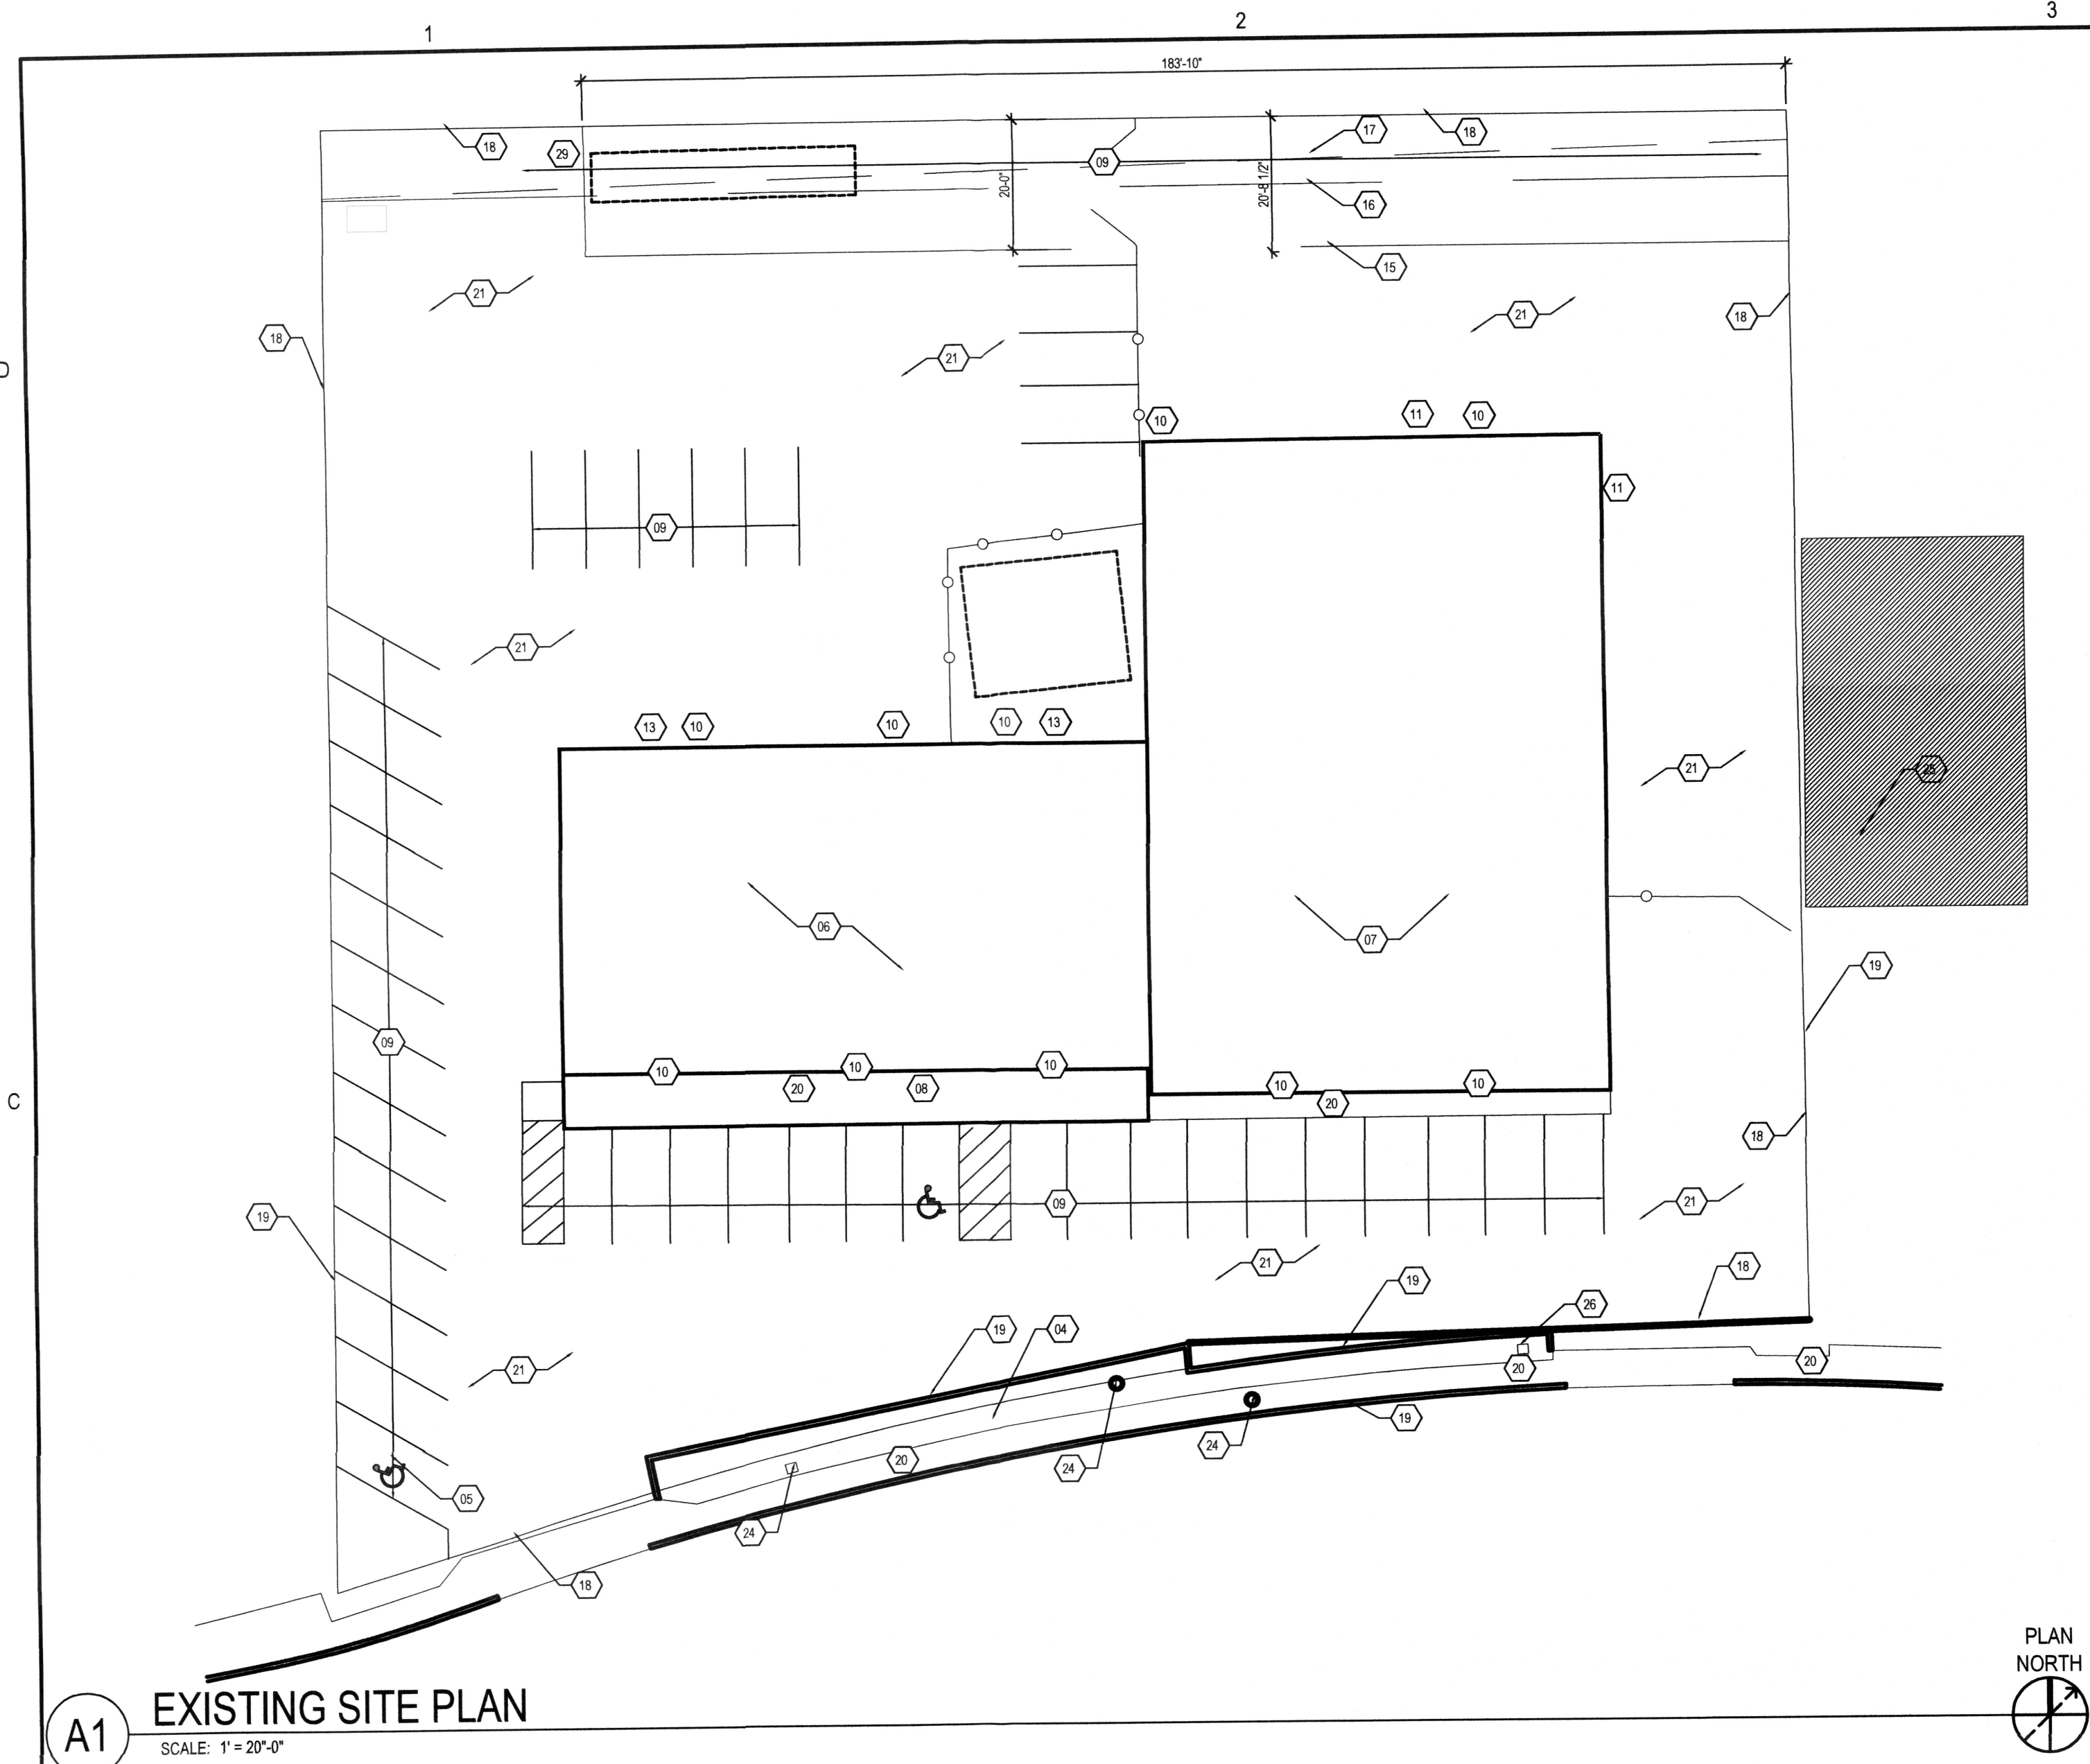 1 2 3
183'-10"
18 29 09 17 18
20'-0" 20'-8 1/2"
16
15
21 21 18
18 21
D
10 11 10
11
09
21
13 10 10 10 13
21 25
06 07
19
09
10 10 10 10 10
20 08 20
C
18
19 09 21
21 18
19 26
19 04
21 20 20
19
20 24 24
05
24
18
PLAN
NORTH
A1 EXISTING SITE PLAN
SCALE: 1' = 20"-0"